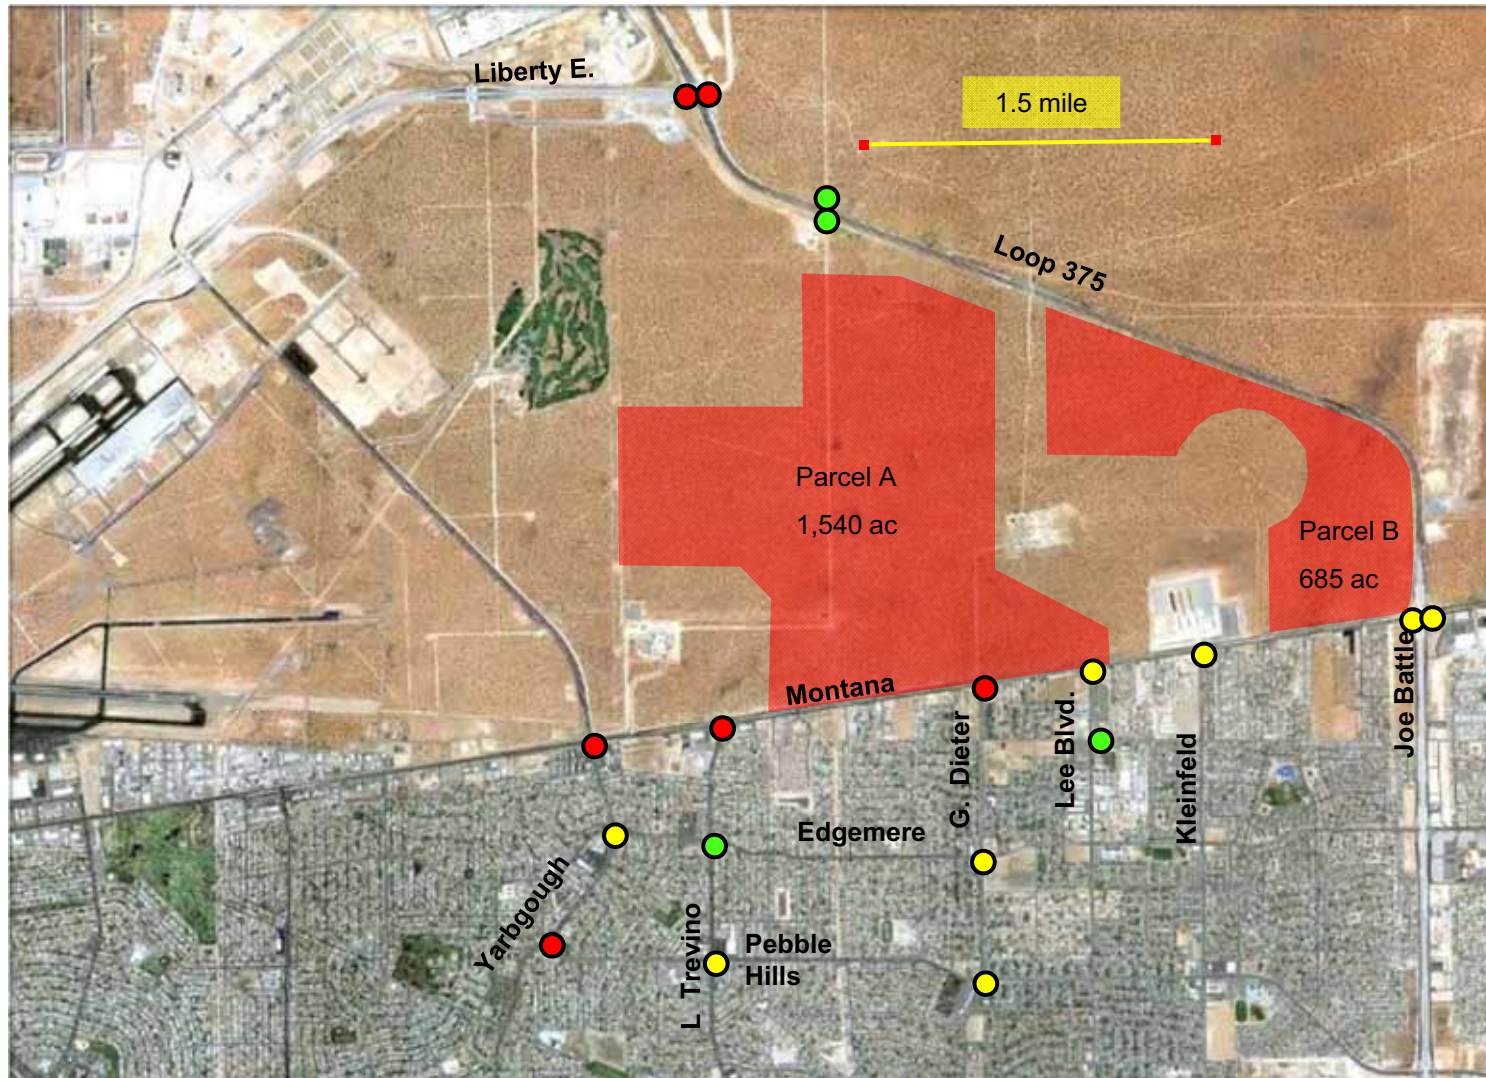 Liberty E.
1.5 mile
Loop 375
Parcel A
1,540 ac
Parcel B
685 ac
Montana
G. Dieter
Lee Blvd.
Kleinfeld
Joe Battle
Edgemere
Yarbgough
L Trevino
Pebble
Hills